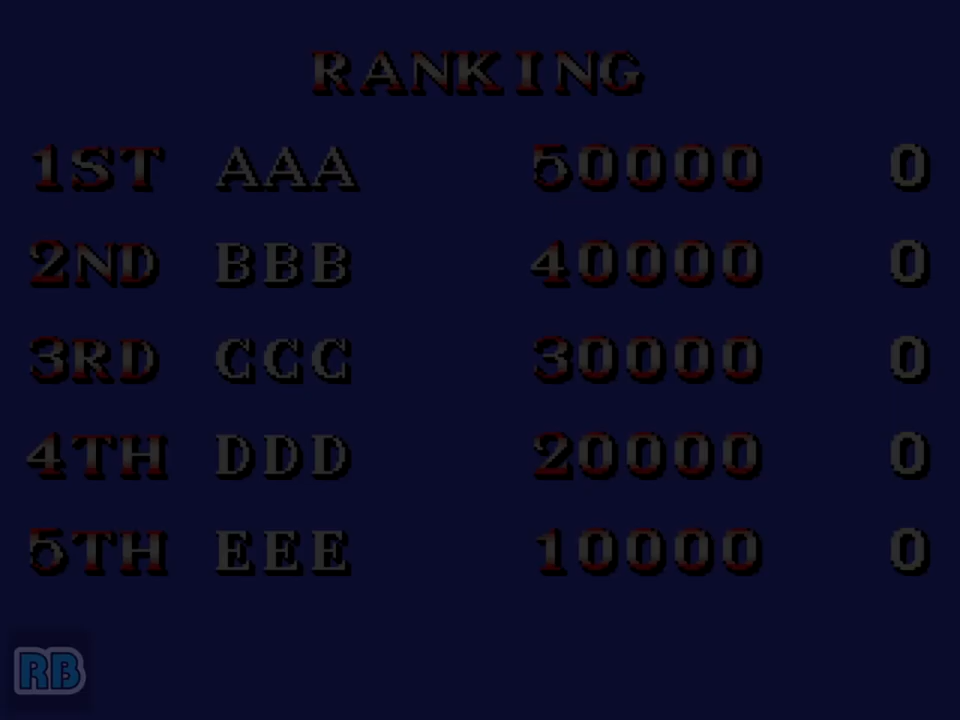 RANKING
1ST AAA 50000 0
2ND BBB 40000 0
3RD CCC 30000 0
4TH DDD 20000 0
5TH EEE 10000 0
RB